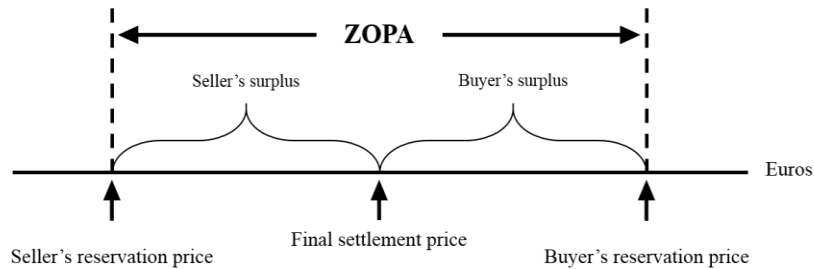 ZOPA
Seller’s surplus
Buyer’s surplus
Euros
Seller’s reservation price
Final settlement price
Buyer’s reservation price